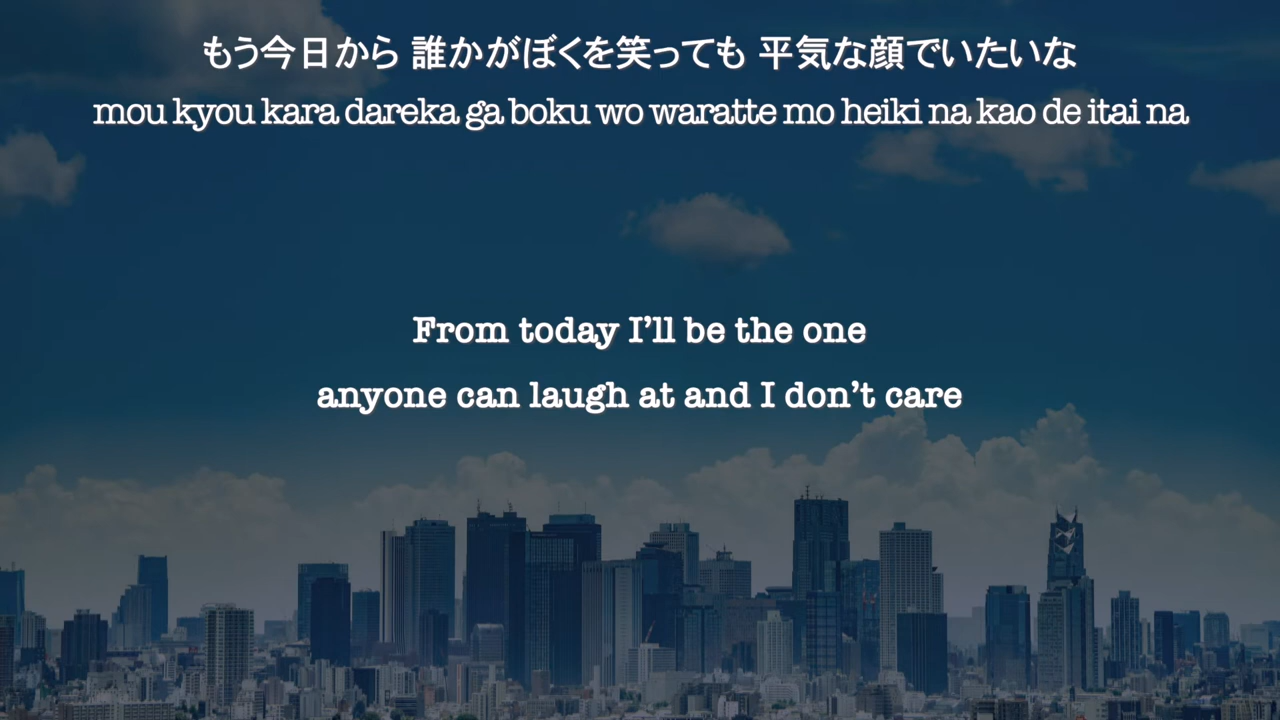 もう今日から 誰かがぼくを笑っても 平気な顔でいたいな
mou kyou kara dareka ga boku wo waratte mo heiki na kao de itai na
From today I’ll be the one
anyone can laugh at and I don’t care